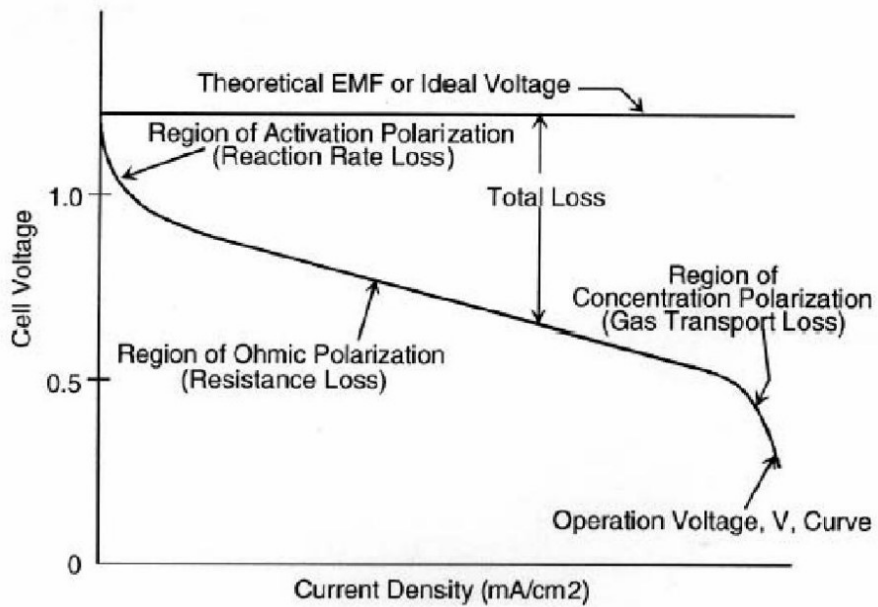 Theoretical EMF or Ideal Voltage
Region of Activation Polarization
(Reaction Rate Loss)
Total Loss
1.0
Cell Voltage
Region of
Concentration Polarization
(Gas Transport Loss)
Region of Ohmic Polarization
(Resistance Loss)
0.5
Operation Voltage, V, Curve
0
Current Density (mA/cm2)